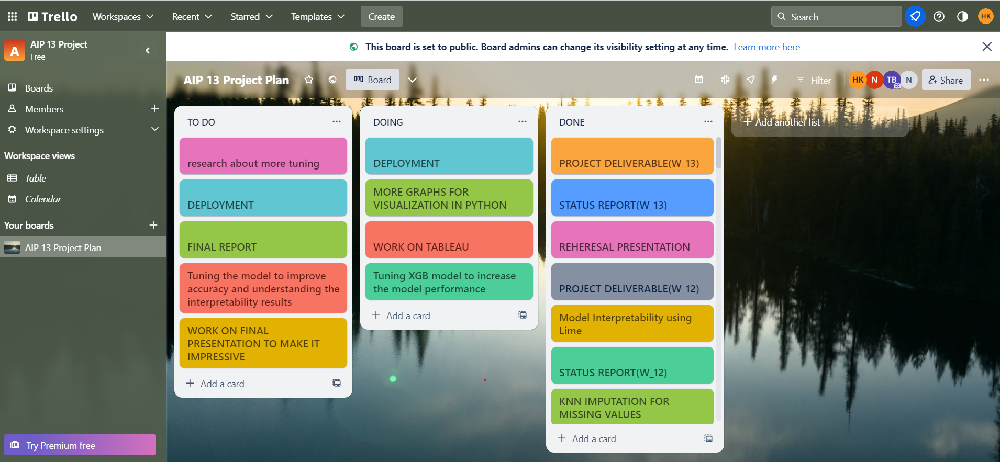 Trello
Workspaces
Recent
Starred
Templates
Create
Search
HK
A
AIP 13 Project
Free
Boards
Members
Workspace settings
Workspace views
Table
Calendar
Your boards
AIP 13 Project Plan
Try Premium free
This board is set to public. Board admins can change its visibility setting at any time. Learn more here
AIP 13 Project Plan
Board
Filter
HK
N
TB
N
Share
TO DO
research about more tuning
DEPLOYMENT
FINAL REPORT
Tuning the model to improve
accuracy and understanding the
interpretability results
WORK ON FINAL
PRESENTATION TO MAKE IT
IMPRESSIVE
Add a card
DOING
DEPLOYMENT
MORE GRAPHS FOR
VISUALIZATION IN PYTHON
WORK ON TABLEAU
Tuning XGB model to increase
the model performance
Add a card
DONE
PROJECT DELIVERABLE(W_13)
STATUS REPORT(W_13)
REHERESAL PRESENTATION
PROJECT DELIVERABLE(W_12)
Model Interpretability using
Lime
STATUS REPORT(W_12)
KNN IMPUTATION FOR
MISSING VALUES
Add a card
Add another list